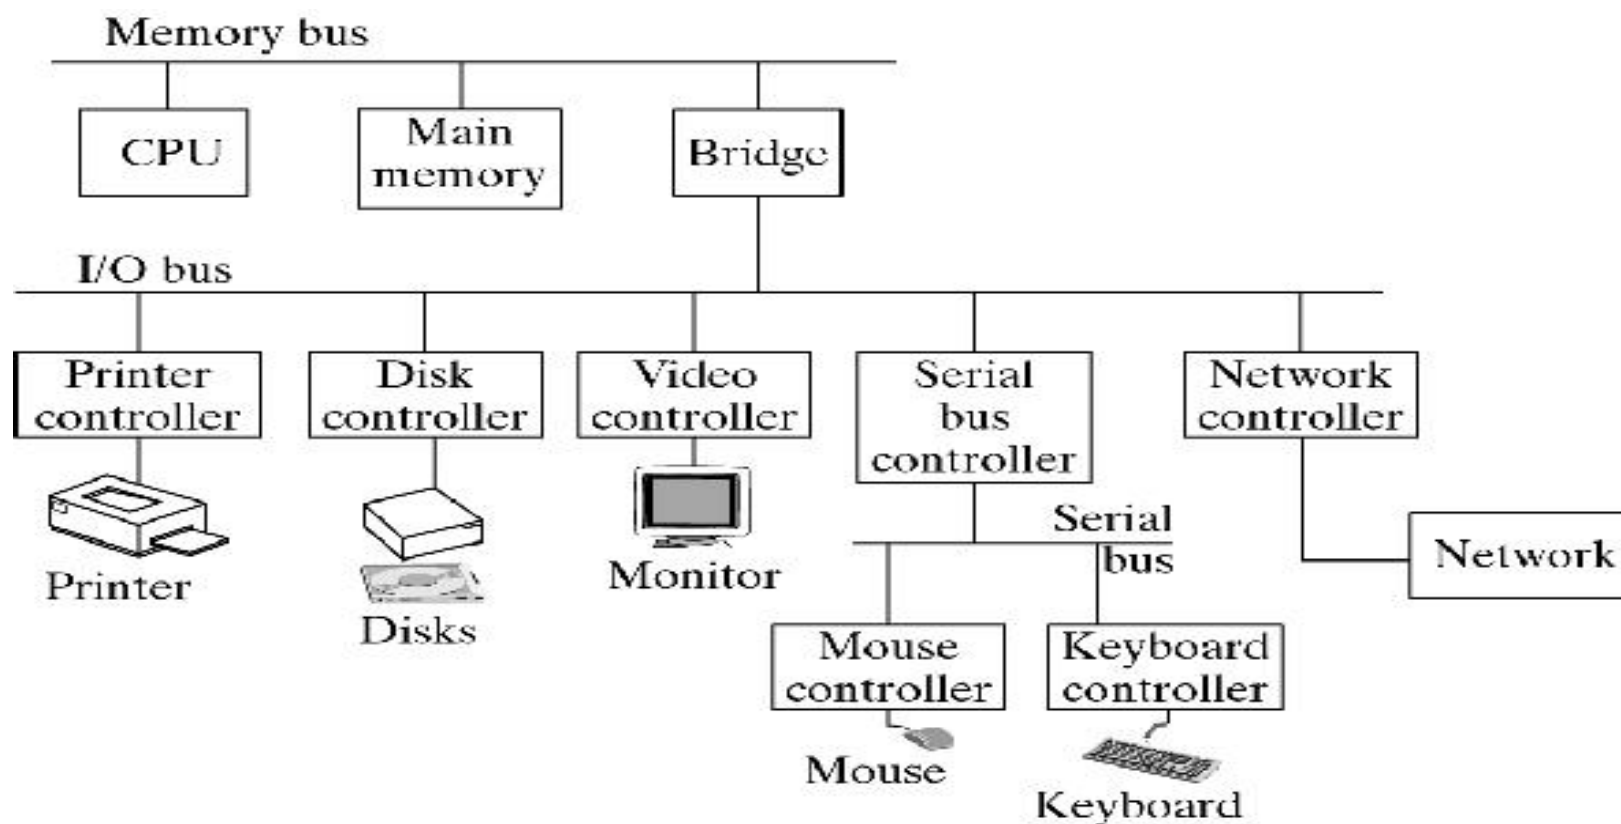 Memory bus
CPU
Main
memory
Bridge
I/O bus
Printer
controller
Disk
controller
Video
controller
Serial
bus
controller
Network
controller
Printer
Disks
Monitor
Serial
bus
Network
Mouse
controller
Keyboard
controller
Mouse
Keyboard